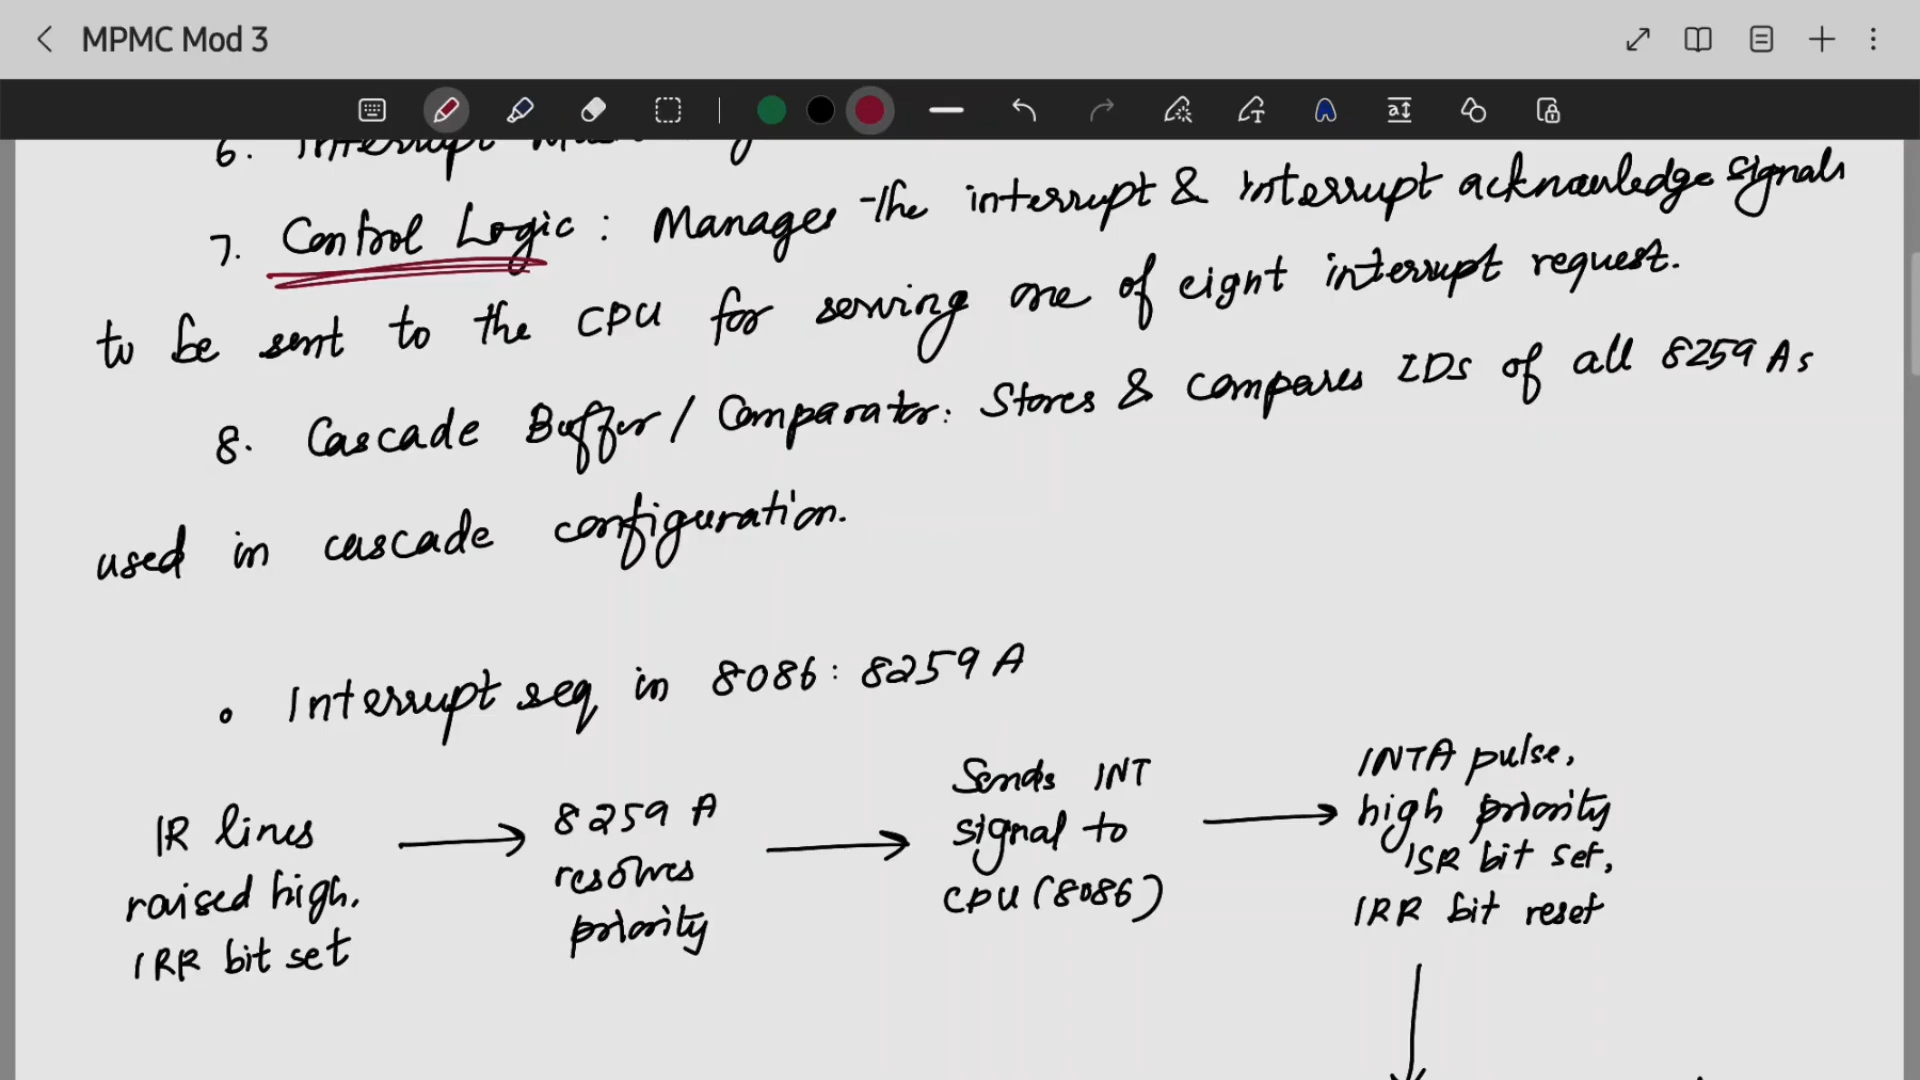 MPMC Mod 3
6. Interrupt
7. Control Logic : Manages the interrupt & interrupt acknowledge signals
to be sent to the CPU for serving one of eight interrupt request.
8. Cascade Buffer / Comparator: Stores & compares IDs of all 8259 As
used in cascade configuration.
• Interrupt seq in 8086 : 8259 A
IR lines
raised high,
IRR bit set
8259 A
resolves
priority
Sends INT
signal to
CPU (8086)
INTA pulse,
high priority
ISR bit set,
IRR bit reset